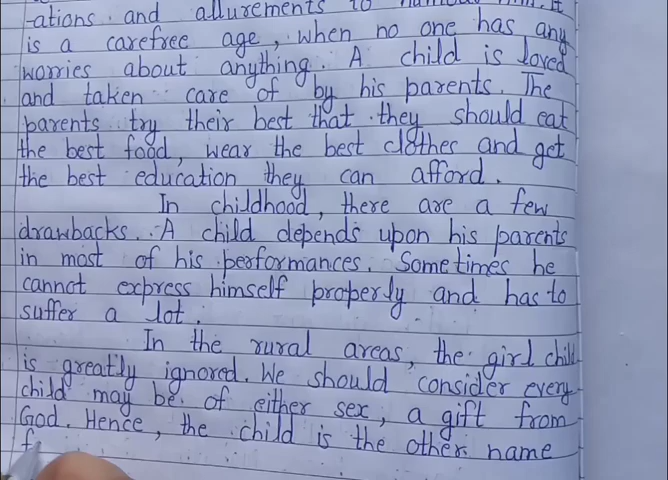 -ations and allurements to him. It
is a carefree age, when no one has any
worries about anything. A child is loved
and taken care of by his parents. The
parents try their best that they should eat
the best food, wear the best clothes and get
the best education they can afford.
In childhood, there are a few
drawbacks. A child depends upon his parents
in most of his performances. Sometimes he
cannot express himself properly and has to
suffer a lot.
In the rural areas, the girl child
is greatly ignored. We should consider every
child may be of either sex, a gift from
God. Hence, the child is the other name
f